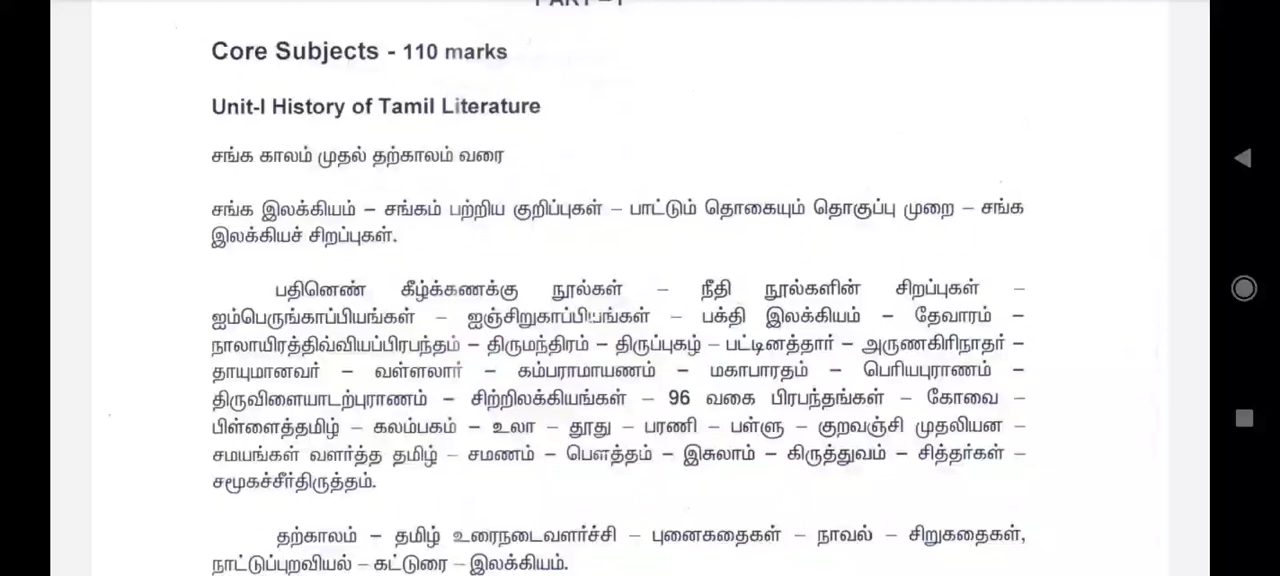 Core Subjects - 110 marks
Unit-I History of Tamil Literature
சங்க காலம் முதல் தற்காலம் வரை
சங்க இலக்கியம் – சங்கம் பற்றிய குறிப்புகள் – பாட்டும் தொகையும் தொகுப்பு முறை – சங்க
இலக்கியச் சிறப்புகள்.
பதினெண் கீழ்க்கணக்கு நூல்கள் – நீதி நூல்களின் சிறப்புகள் –
ஐம்பெருங்காப்பியங்கள் – ஐஞ்சிறுகாப்பியங்கள் – பக்தி இலக்கியம் – தேவாரம் –
நாலாயிரத்திவ்வியப்பிரபந்தம் – திருமந்திரம் – திருப்புகழ் – பட்டினத்தார் – அருணகிரிநாதர் –
தாயுமானவர் – வள்ளலார் – கம்பராமாயணம் – மகாபாரதம் – பெரியபுராணம் –
திருவிளையாடற்புராணம் – சிற்றிலக்கியங்கள் – 96 வகை பிரபந்தங்கள் – கோவை –
பிள்ளைத்தமிழ் – கலம்பகம் – உலா – தூது – பரணி – பள்ளு – குறவஞ்சி முதலியன –
சமயங்கள் வளர்த்த தமிழ் – சமணம் – பௌத்தம் – இசுலாம் – கிருத்துவம் – சித்தர்கள் –
சமூகச்சீர்திருத்தம்.
தற்காலம் – தமிழ் உரைநடைவளர்ச்சி – புனைகதைகள் – நாவல் – சிறுகதைகள்,
நாட்டுப்புறவியல் – கட்டுரை – இலக்கியம்.